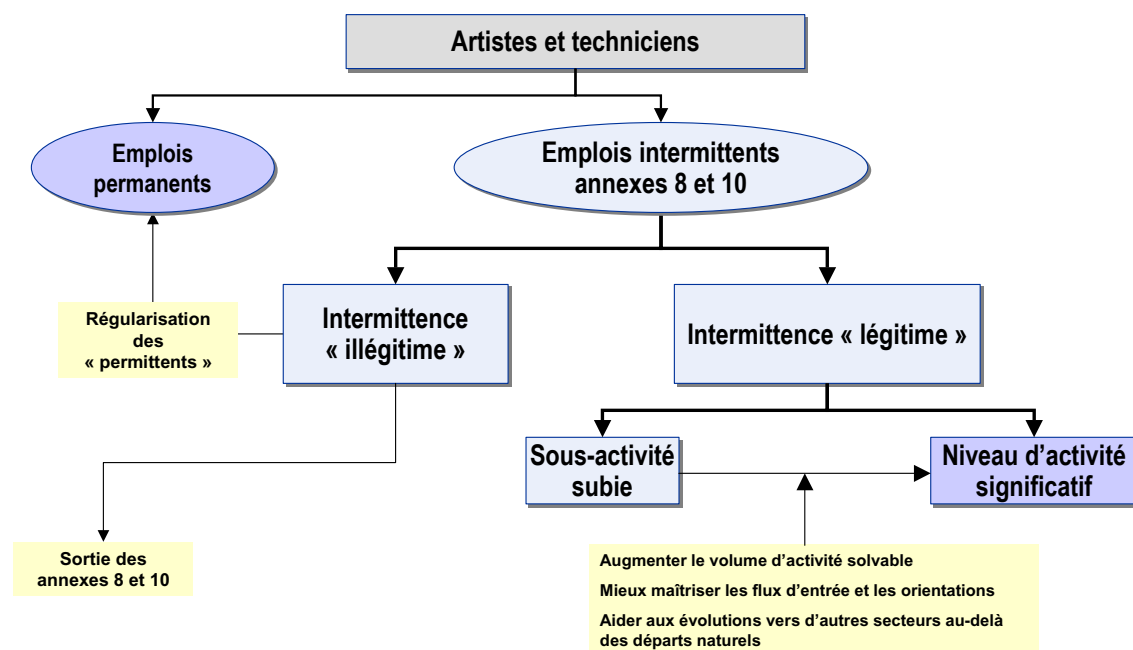 Artistes et techniciens
Emplois
permanents
Emplois intermittents
annexes 8 et 10
Régularisation
des
« permittents »
Intermittence
« illégitime »
Intermittence « légitime »
Sous-activité
subie
Niveau d’activité
significatif
Sortie des
annexes 8 et 10
Augmenter le volume d’activité solvable
Mieux maîtriser les flux d’entrée et les orientations
Aider aux évolutions vers d’autres secteurs au-delà
des départs naturels